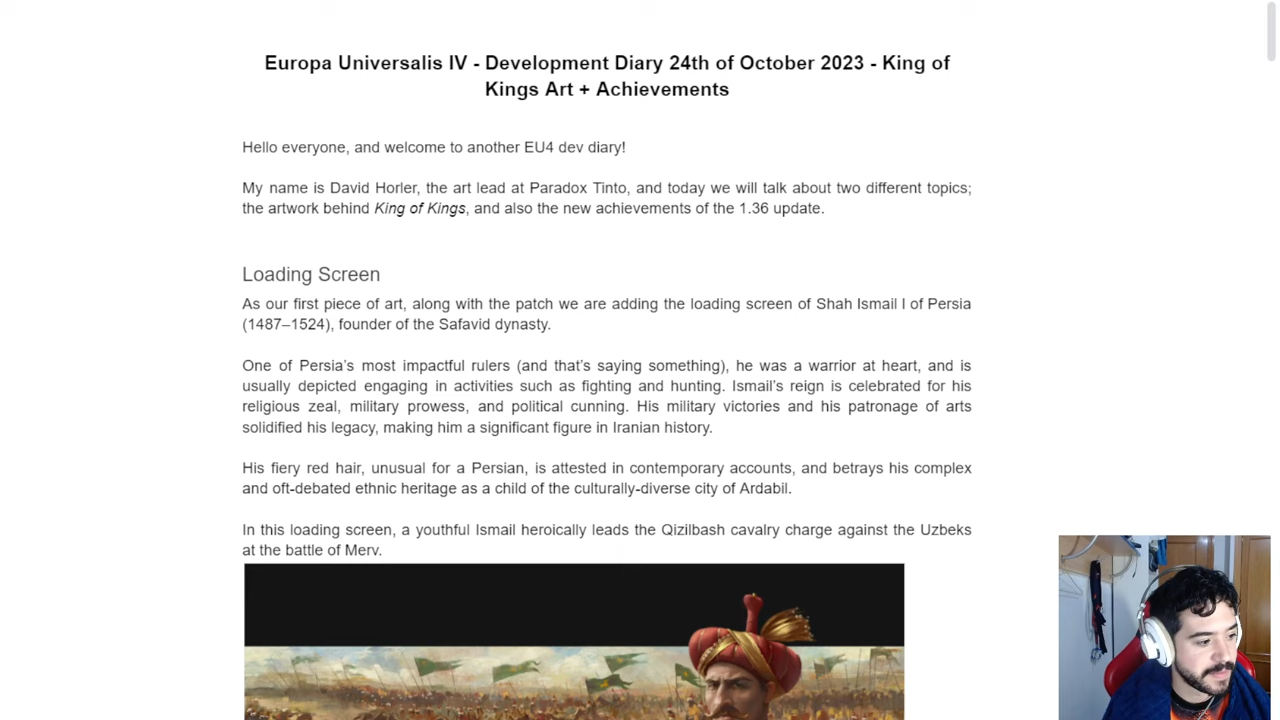 Europa Universalis IV - Development Diary 24th of October 2023 - King of
Kings Art + Achievements
Hello everyone, and welcome to another EU4 dev diary!
My name is David Horler, the art lead at Paradox Tinto, and today we will talk about two different topics;
the artwork behind King of Kings, and also the new achievements of the 1.36 update.
Loading Screen
As our first piece of art, along with the patch we are adding the loading screen of Shah Ismail I of Persia
(1487–1524), founder of the Safavid dynasty.
One of Persia's most impactful rulers (and that's saying something), he was a warrior at heart, and is
usually depicted engaging in activities such as fighting and hunting. Ismail's reign is celebrated for his
religious zeal, military prowess, and political cunning. His military victories and his patronage of arts
solidified his legacy, making him a significant figure in Iranian history.
His fiery red hair, unusual for a Persian, is attested in contemporary accounts, and betrays his complex
and oft-debated ethnic heritage as a child of the culturally-diverse city of Ardabil.
In this loading screen, a youthful Ismail heroically leads the Qizilbash cavalry charge against the Uzbeks
at the battle of Merv.